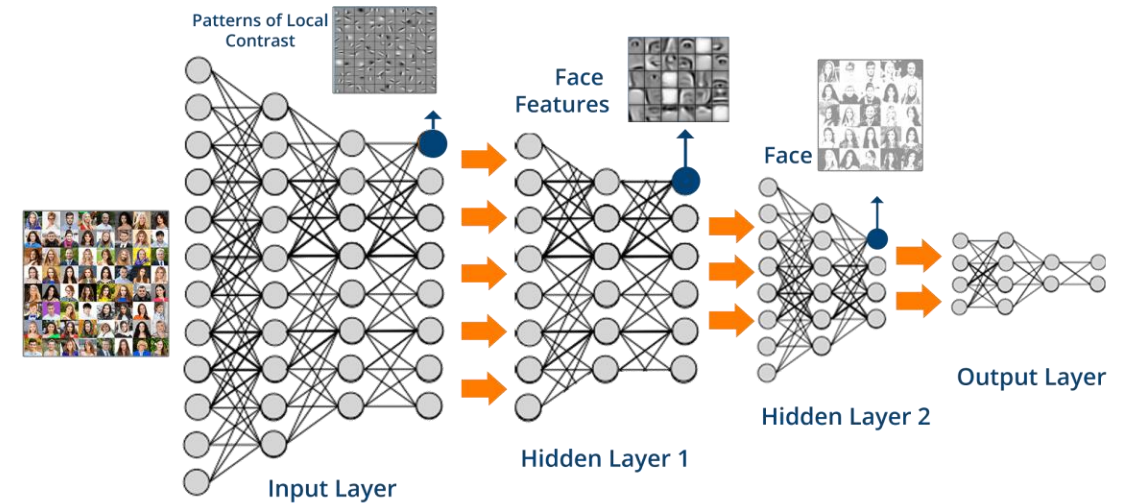 Patterns of Local
Contrast
Face
Features
Face
Output Layer
Hidden Layer 2
Hidden Layer 1
Input Layer